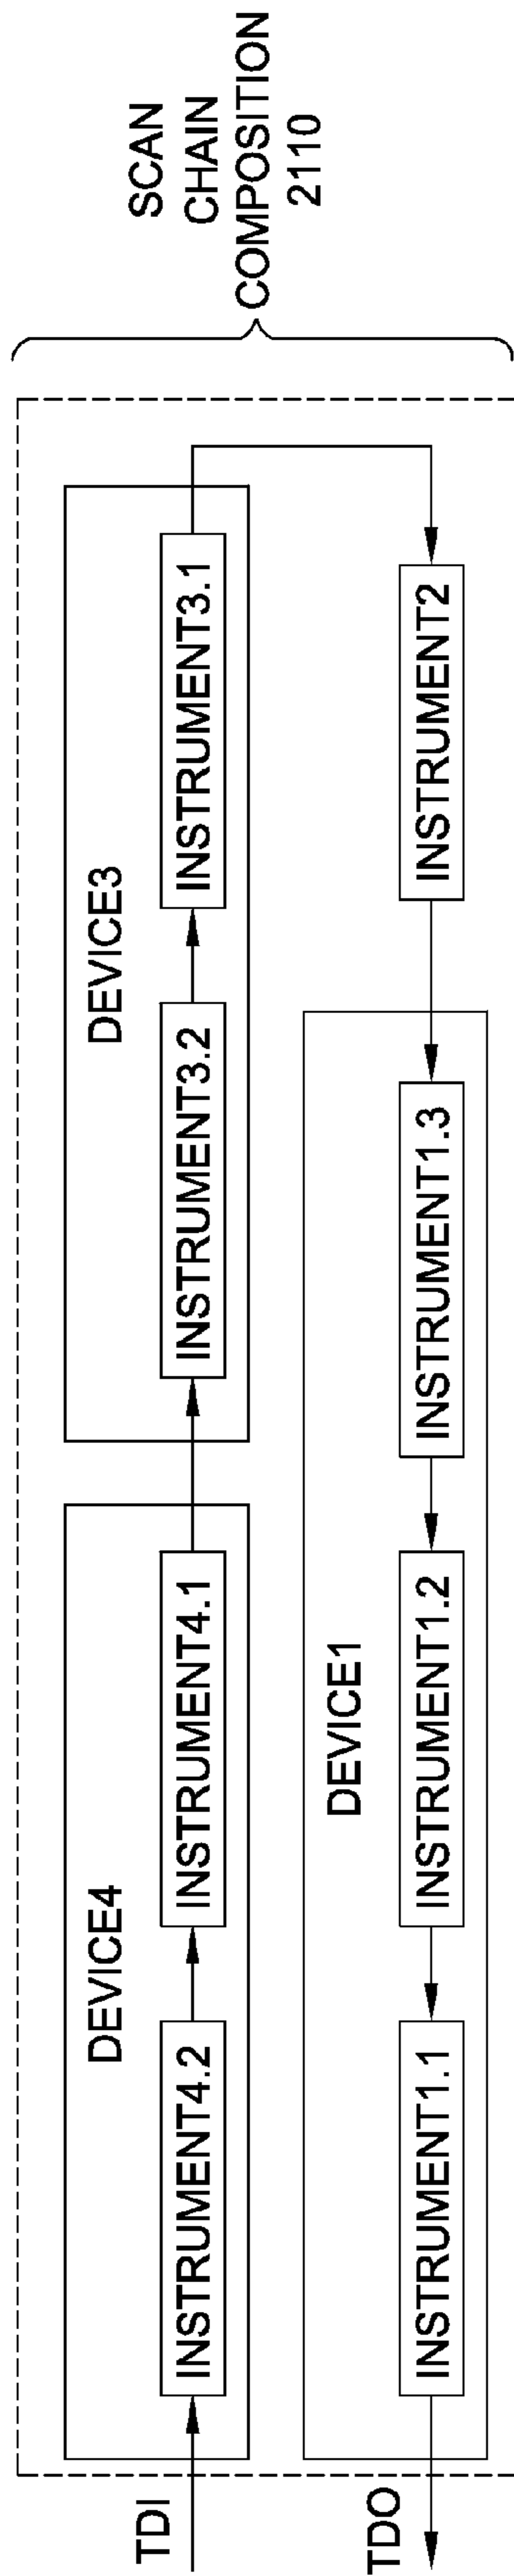 SCAN
CHAIN
COMPOSITION
2110
TDI
DEVICE4
INSTRUMENT4.2
INSTRUMENT4.1
DEVICE3
INSTRUMENT3.2
INSTRUMENT3.1
INSTRUMENT2
DEVICE1
INSTRUMENT1.3
INSTRUMENT1.2
INSTRUMENT1.1
TDO